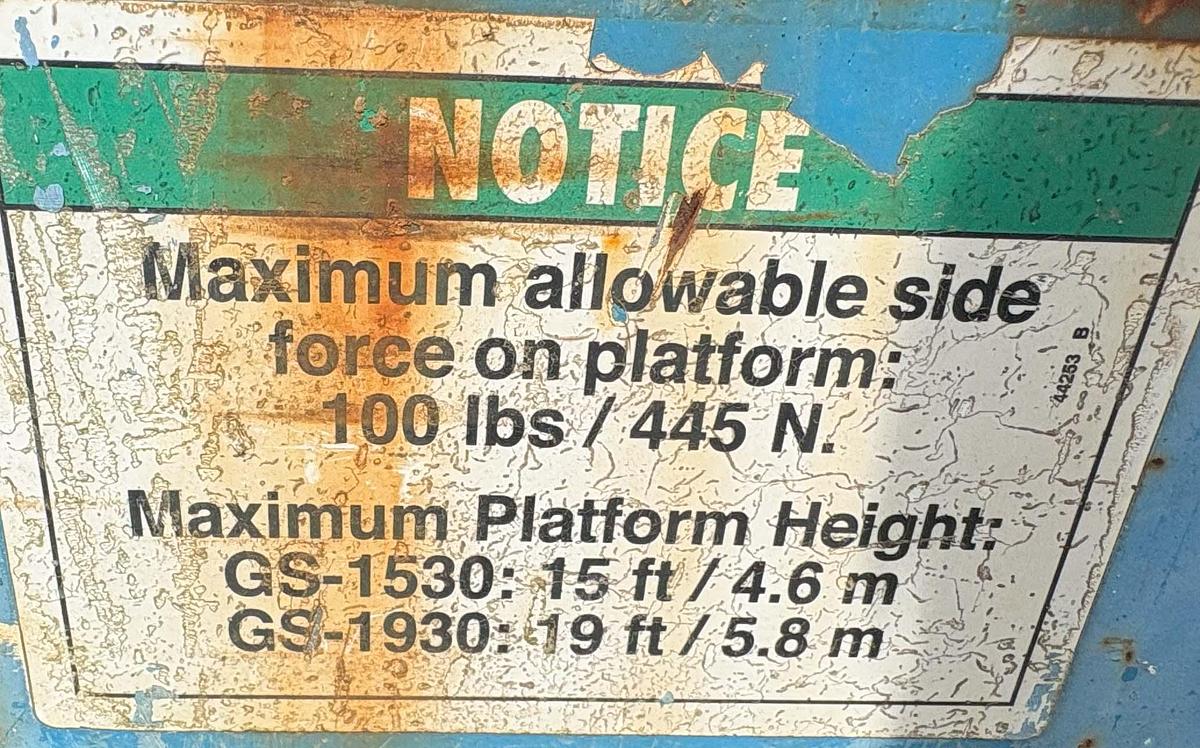 NOTICE
Maximum allowable side
force on platform:
100 lbs / 445 N.
44253 B
Maximum Platform Height:
GS-1530: 15 ft / 4.6 m
GS-1930: 19 ft / 5.8 m